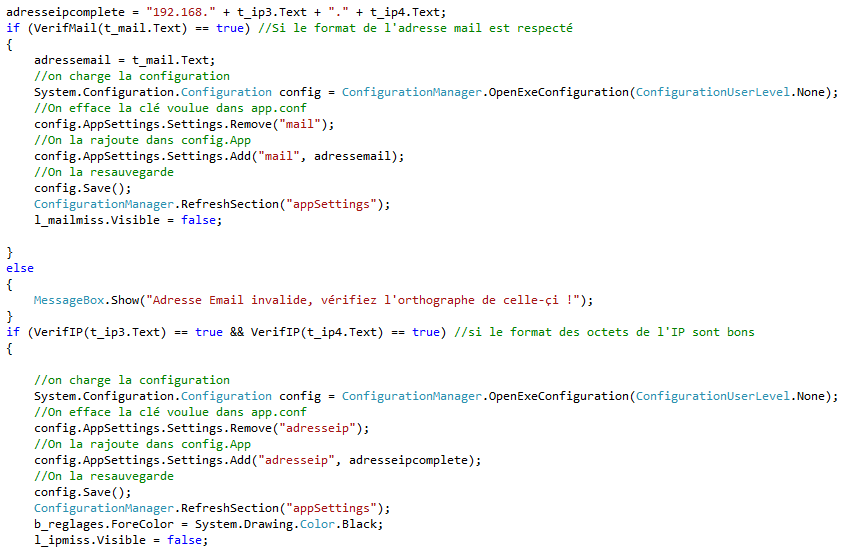 adresseipcomplete = "192.168." + t_ip3.Text + "." + t_ip4.Text;
if (VerifMail(t_mail.Text) == true) //Si le format de l'adresse mail est respecté
{
    adressemail = t_mail.Text;
    //on charge la configuration
    System.Configuration.Configuration config = ConfigurationManager.OpenExeConfiguration(ConfigurationUserLevel.None);
    //On efface la clé voulue dans app.conf
    config.AppSettings.Settings.Remove("mail");
    //On la rajoute dans config.App
    config.AppSettings.Settings.Add("mail", adressemail);
    //On la resauvegarde
    config.Save();
    ConfigurationManager.RefreshSection("appSettings");
    l_mailmiss.Visible = false;
}
else
{
    MessageBox.Show("Adresse Email invalide, vérifiez l'orthographe de celle-çi !");
}
if (VerifIP(t_ip3.Text) == true && VerifIP(t_ip4.Text) == true) //si le format des octets de l'IP sont bons
{
    //on charge la configuration
    System.Configuration.Configuration config = ConfigurationManager.OpenExeConfiguration(ConfigurationUserLevel.None);
    //On efface la clé voulue dans app.conf
    config.AppSettings.Settings.Remove("adresseip");
    //On la rajoute dans config.App
    config.AppSettings.Settings.Add("adresseip", adresseipcomplete);
    //On la resauvegarde
    config.Save();
    ConfigurationManager.RefreshSection("appSettings");
    b_reglages.ForeColor = System.Drawing.Color.Black;
    l_ipmiss.Visible = false;